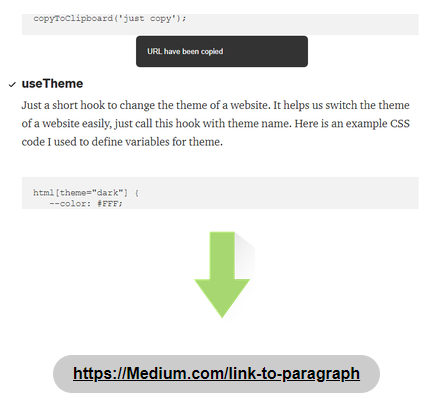 copyToClipboard('just copy');
URL have been copied
useTheme
Just a short hook to change the theme of a website. It helps us switch the theme
of a website easily, just call this hook with theme name. Here is an example CSS
code I used to define variables for theme.
html[theme="dark"] {
--color: #FFF;
https://Medium.com/link-to-paragraph